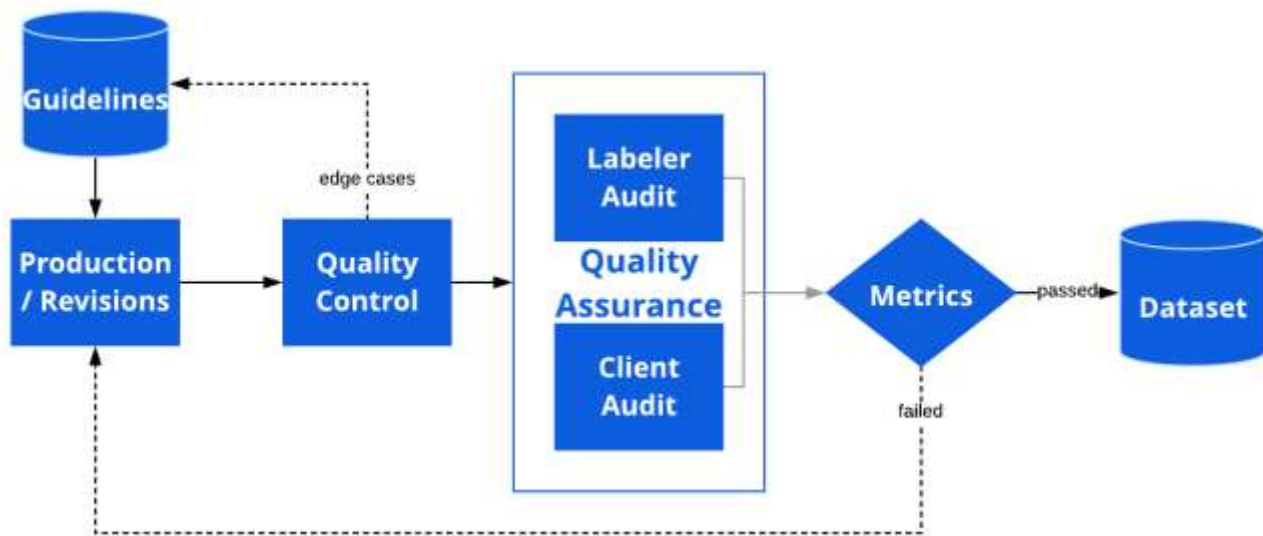 Guidelines
edge cases
Production
/ Revisions
Quality
Control
Labeler
Audit
Quality
Assurance
Client
Audit
Metrics
passed
failed
Dataset